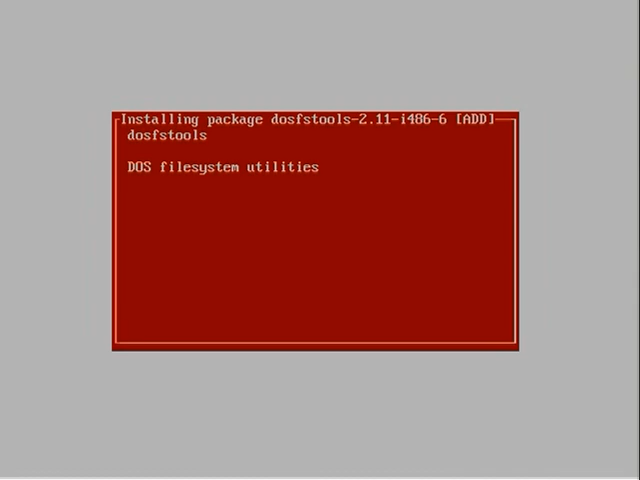 Installing package dosfstools-2.11-i486-6 [ADD]
dosfstools
DOS filesystem utilities